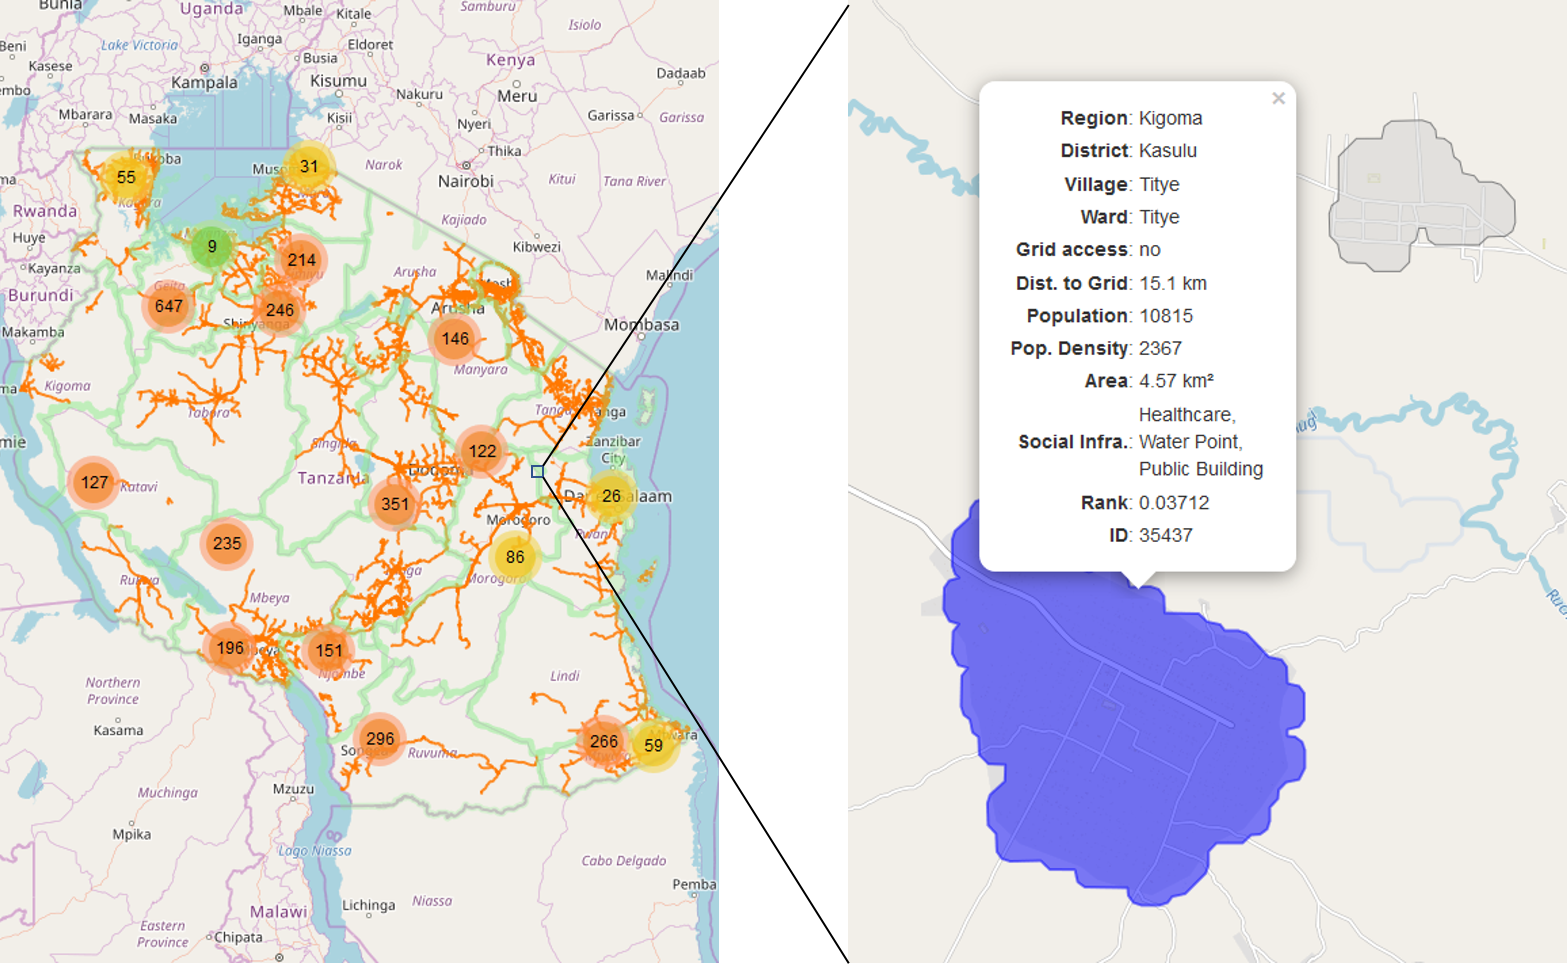 Bunia
Uganda
Mbale
Kitale
Samburu
Isiolo
Beni
Lake Victoria
Iganga
Eldoret
Kenya
Kasese
Busia
Kampala
Kisumu
Meru
Dadaab
Mbarara
Masaka
Nakuru
Kisii
Nyeri
Garissa
Garissa
55
31
Narok
Thika
Nairobi
Kitui
Tana River
Rwanda
Huye
9
Kajiado
Kibwezi
Kayanza
214
Arusha
Malindi
Burundi
Geita
647
246
Shinyanga
Arusha
Makamba
146
Mombasa
Kigoma
Manyara
Tabora
Tanga
Singida
122
Zanzibar
City
127
Katavi
Tanzania
Dodoma
351
26
Morogoro
Pwani
235
86
Morogoro
Rukwa
Mbeya
196
151
Njombe
Lindi
Northern
Province
Kasama
296
Ruvuma
266
59
Muchinga
Mzuzu
Mpika
Lago Niassa
Cabo Delgado
Pemba
Malawi
Lichinga
Niassa
Eastern
Province
Chipata
×
Region: Kigoma
District: Kasulu
Village: Titye
Ward: Titye
Grid access: no
Dist. to Grid: 15.1 km
Population: 10815
Pop. Density: 2367
Area: 4.57 km²
Healthcare,
Social Infra.: Water Point,
Public Building
Rank: 0.03712
ID: 35437